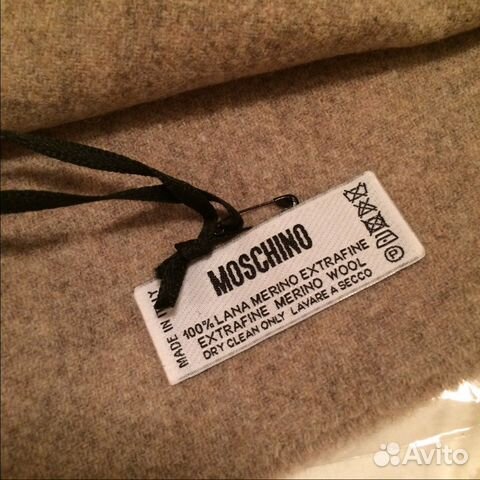 MOSCHINO
100% LANA MERINO EXTRAFINE
EXTRAFINE MERINO WOOL
DRY CLEAN ONLY LAVARE A SECCO
MADE IN ITALY
P
Avito